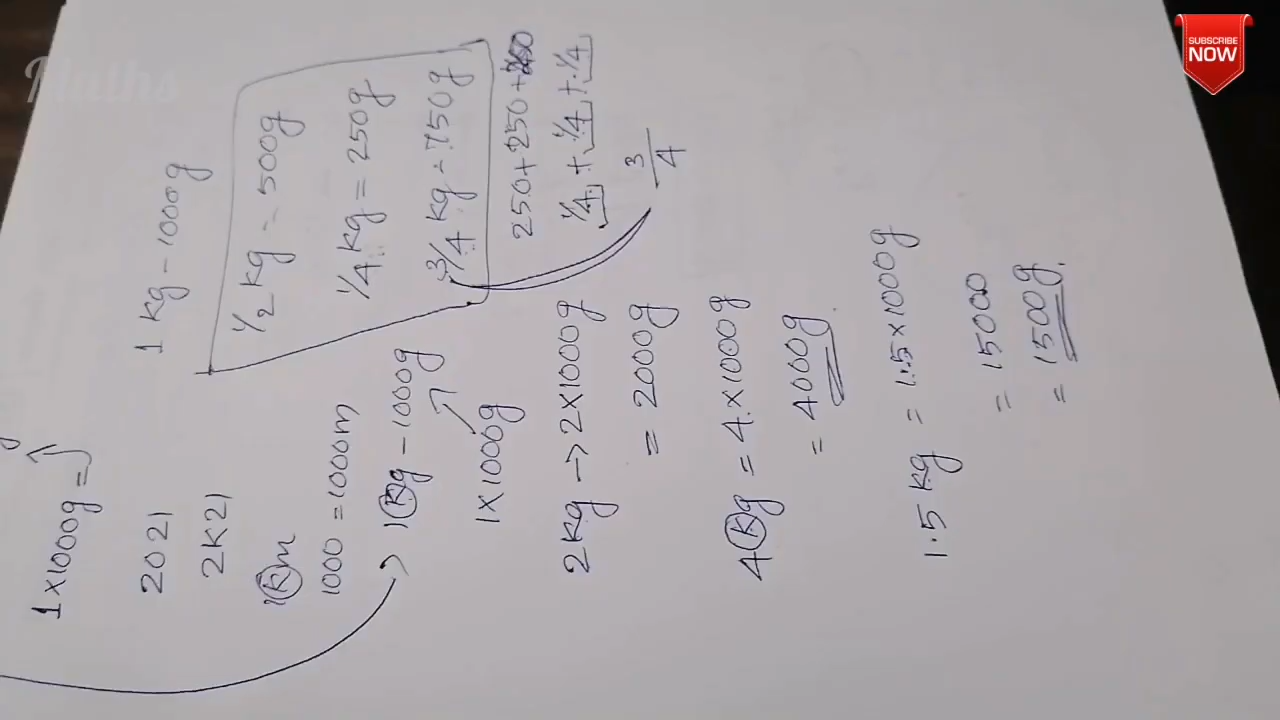 Maths
SUBSCRIBE
NOW
1 × 1000g =
2021
2K21
1Km
1000 = 1000m
1Kg - 1000g
1 × 1000g
2kg → 2×1000g
= 2000g
4Kg = 4×1000g
= 4000g
1.5 kg = 1.5×1000g
= 15000
= 1500g.
1 kg - 1000g
1/2 kg - 500g
1/4 kg = 250g
3/4 kg = 750g
250+250+250
1/4 + 1/4 + 1/4
3/4